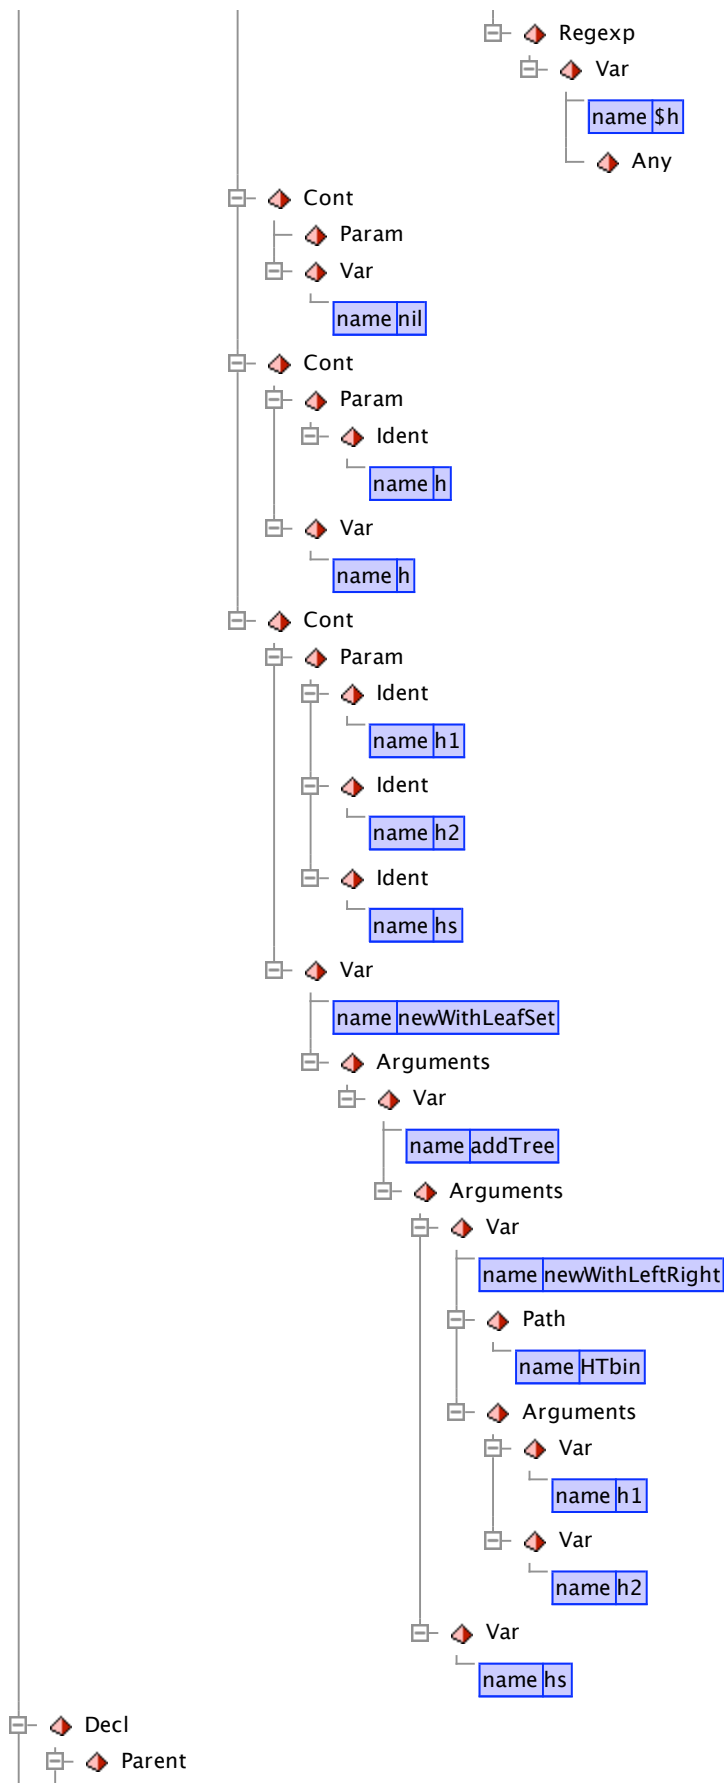 Regexp
Var
name $h
Any
Cont
Param
Var
name nil
Cont
Param
Ident
name h
Var
name h
Cont
Param
Ident
name h1
Ident
name h2
Ident
name hs
Var
name newWithLeafSet
Arguments
Var
name addTree
Arguments
Var
name newWithLeftRight
Path
name HTbin
Arguments
Var
name h1
Var
name h2
Var
name hs
Decl
Parent